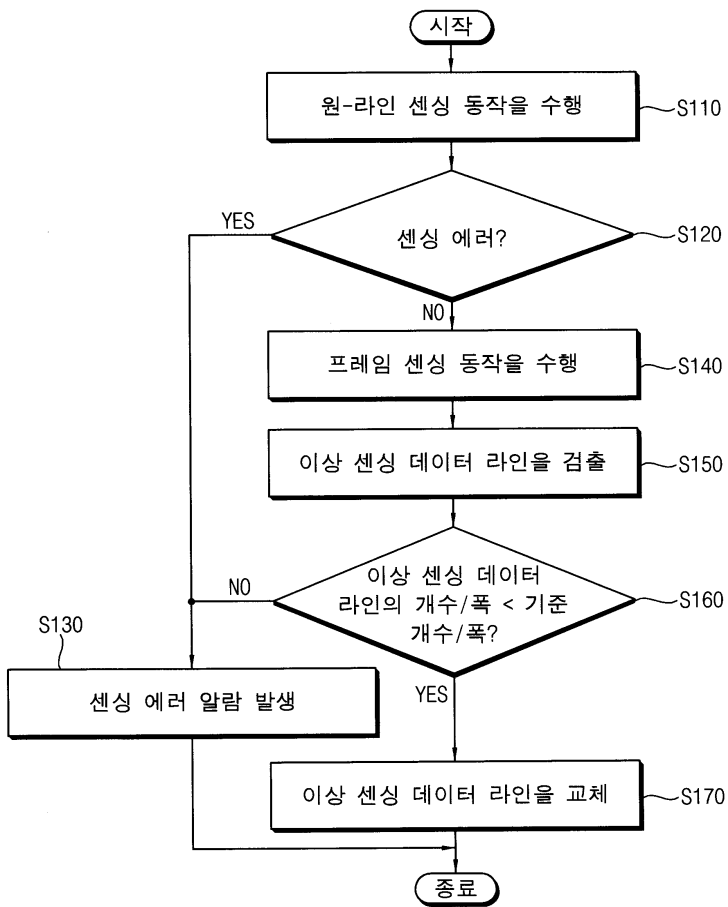 시작
원-라인 센싱 동작을 수행
S110
센싱 에러?
S120
YES
NO
프레임 센싱 동작을 수행
S140
이상 센싱 데이터 라인을 검출
S150
이상 센싱 데이터
라인의 개수/폭 < 기준
개수/폭?
S160
NO
YES
S130
센싱 에러 알람 발생
이상 센싱 데이터 라인을 교체
S170
종료